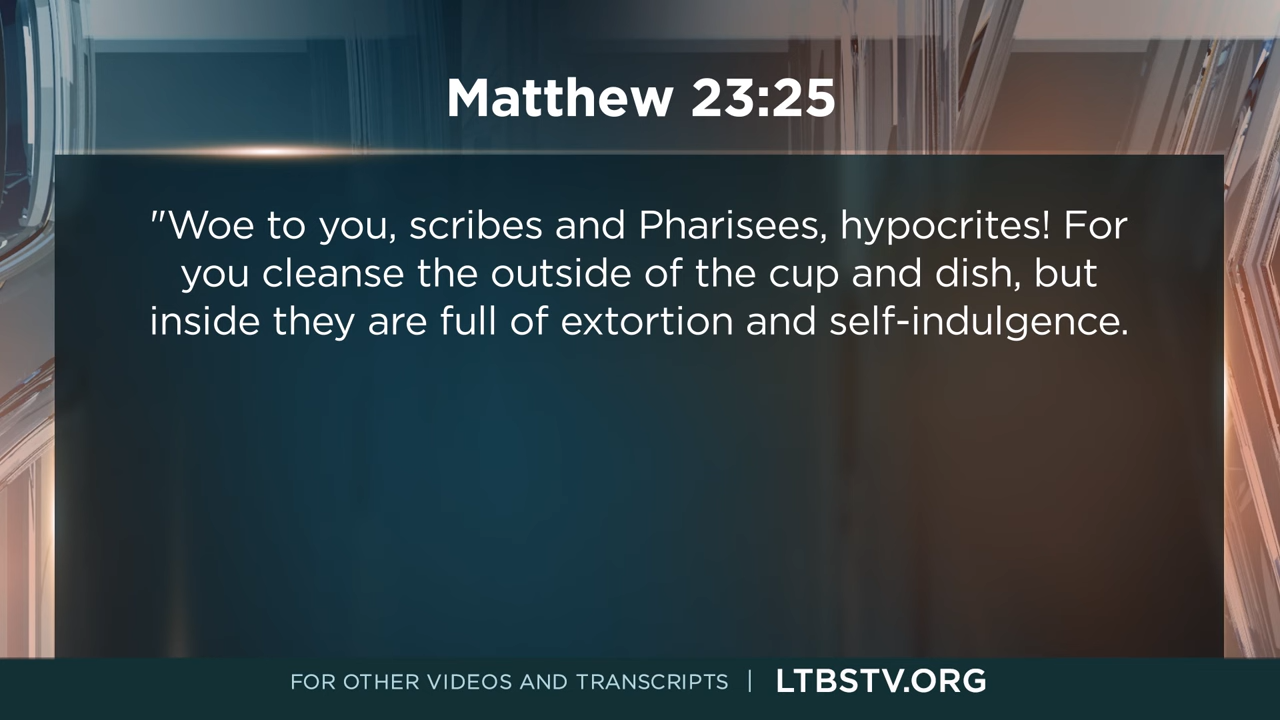 Matthew 23:25
"Woe to you, scribes and Pharisees, hypocrites! For
you cleanse the outside of the cup and dish, but
inside they are full of extortion and self-indulgence.
FOR OTHER VIDEOS AND TRANSCRIPTS | LTBSTV.ORG